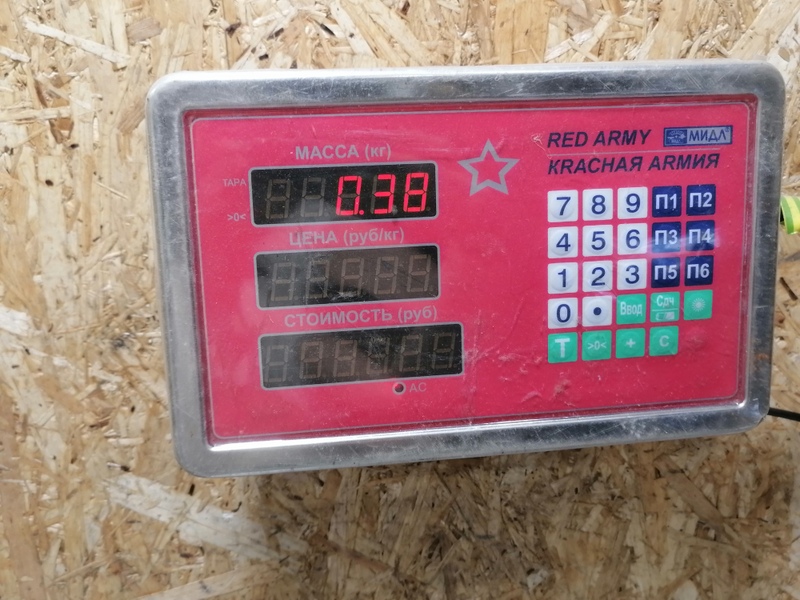 RED ARMY МИДЛ
КRАСНАЯ АRМИЯ
МАССА (кг)
ТАРА
>0<
0.38
ЦЕНА (руб/кг)
СТОИМОСТЬ (руб)
AC
7 8 9 П1 П2
4 5 6 П3 П4
1 2 3 П5 П6
0 • Ввод Сдч
T >0< + C